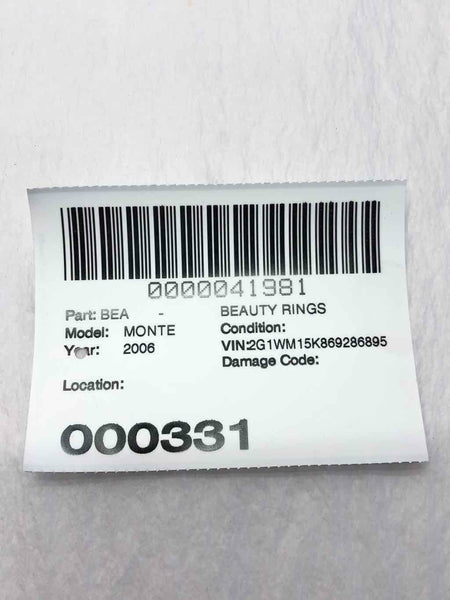 0000041981
Part: BEA - BEAUTY RINGS
Model: MONTE Condition:
Year: 2006 VIN:2G1WM15K869286895
Damage Code:
Location:
000331